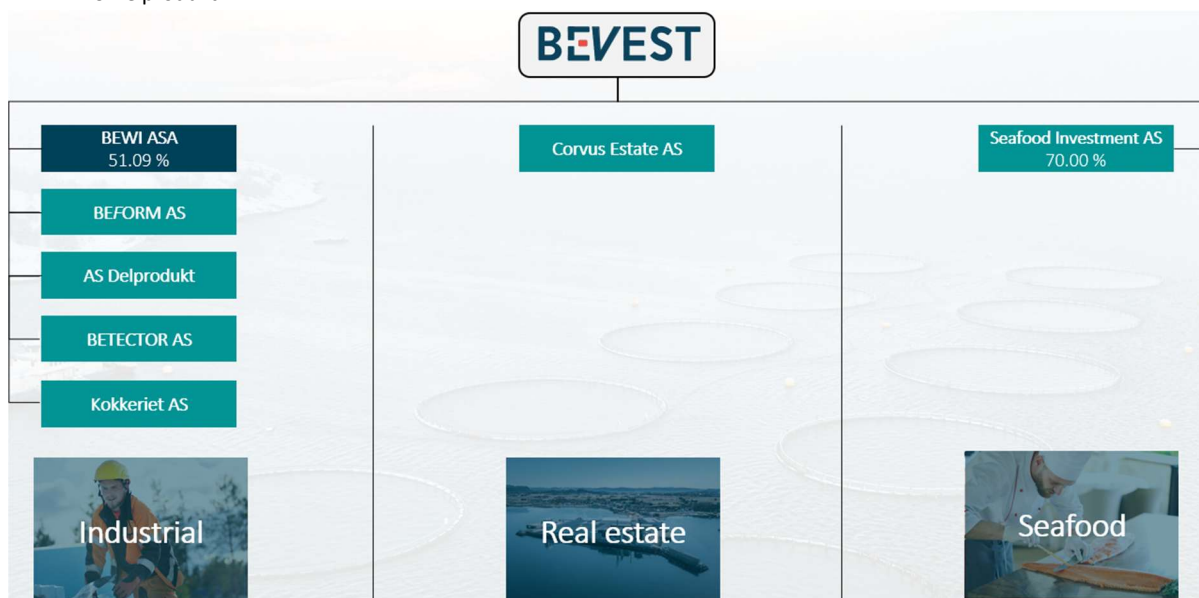 BEVEST
BEWI ASA
51.09 %
BEFORM AS
AS Delprodukt
BETECTOR AS
Kokkeriet AS
Industrial
Corvus Estate AS
Real estate
Seafood Investment AS
70.00 %
Seafood